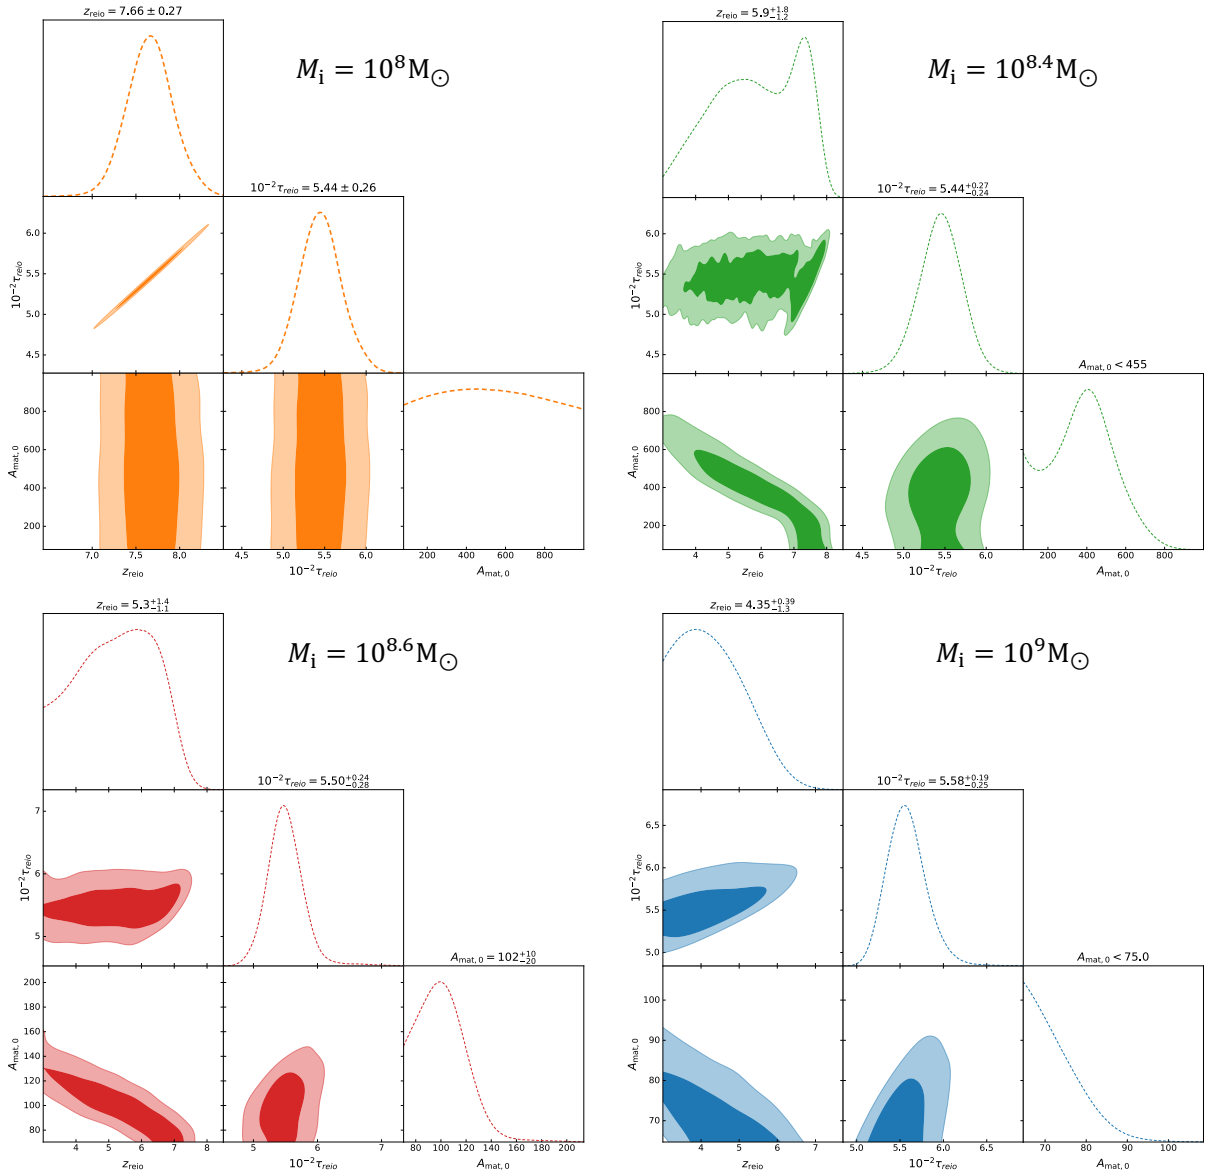 z_reio = 7.66 ± 0.27
M_i = 10^8 M_⊙
10^−2 τ_reio = 5.44 ± 0.26
6.0
5.5
5.0
4.5
10^−2 τ_reio
800
600
400
200
A_mat,0
7.0 7.5 8.0
z_reio
4.5 5.0 5.5 6.0
10^−2 τ_reio
200 400 600 800
A_mat,0
z_reio = 5.9^+1.8_−1.2
M_i = 10^8.4 M_⊙
10^−2 τ_reio = 5.44^+0.27_−0.24
6.0
5.5
5.0
4.5
10^−2 τ_reio
A_mat,0 < 455
800
600
400
200
A_mat,0
4 5 6 7 8
z_reio
4.5 5.0 5.5 6.0
10^−2 τ_reio
200 400 600 800
A_mat,0
z_reio = 5.3^+1.4_−1.1
M_i = 10^8.6 M_⊙
10^−2 τ_reio = 5.50^+0.24_−0.28
7
6
5
10^−2 τ_reio
A_mat,0 = 102^+10_−20
200
180
160
140
120
100
80
A_mat,0
4 5 6 7 8
z_reio
5 6 7
10^−2 τ_reio
100 120 140 160 180 200
A_mat,0
z_reio = 4.35^+0.39_−1.3
M_i = 10^9 M_⊙
10^−2 τ_reio = 5.58^+0.19_−0.25
6.5
6.0
5.5
5.0
10^−2 τ_reio
A_mat,0 < 75.0
100
90
80
70
A_mat,0
4 5 6 7
z_reio
5.0 5.5 6.0 6.5
10^−2 τ_reio
70 80 90 100
A_mat,0